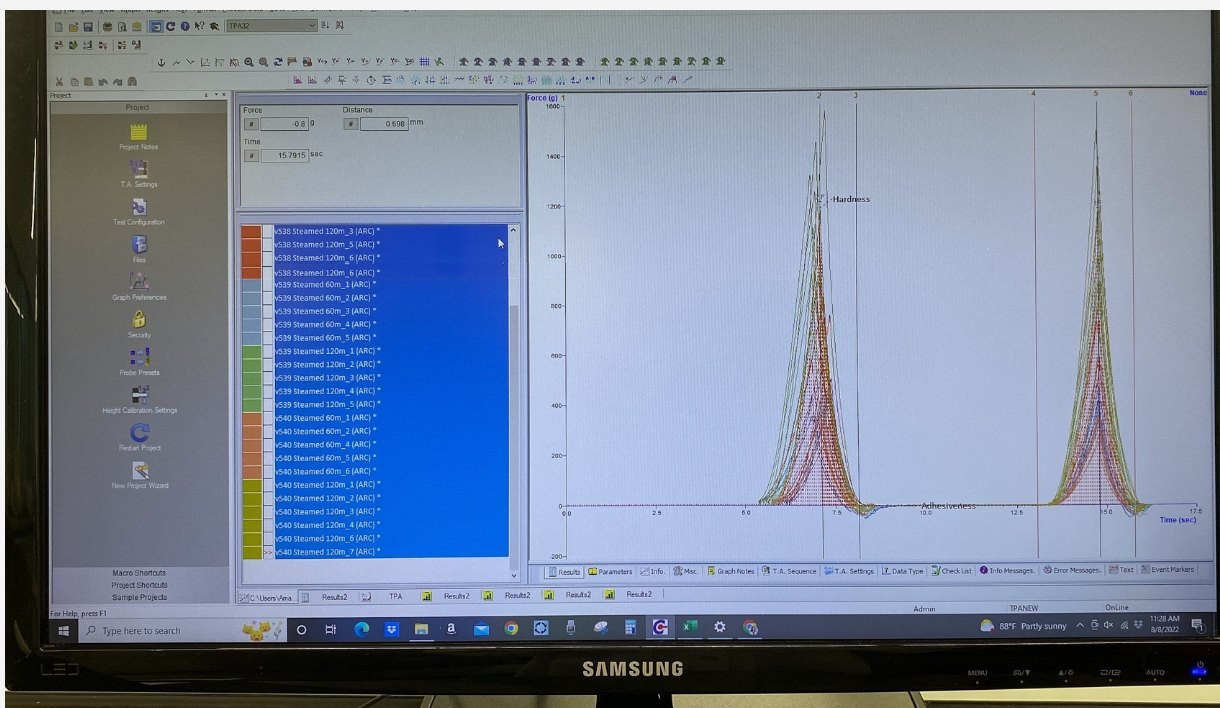 TPA32
Project
Project
Project Notes
T.A. Settings
Test Configuration
Files
Graph Preferences
Security
Probe Presets
Height Calibration Settings
Restart Project
New Project Wizard
Macro Shortcuts
Project Shortcuts
Sample Projects
For Help, press F1
Force
Distance
# 0.8 g
# 0.698 mm
Time
# 15.7915 sec
v538 Steamed 120m_3 (ARC) *
v538 Steamed 120m_5 (ARC) *
v538 Steamed 120m_6 (ARC) *
v538 Steamed 120m_6 (ARC) *
v539 Steamed 60m_1 (ARC) *
v539 Steamed 60m_2 (ARC) *
v539 Steamed 60m_3 (ARC) *
v539 Steamed 60m_4 (ARC) *
v539 Steamed 60m_5 (ARC) *
v539 Steamed 120m_1 (ARC) *
v539 Steamed 120m_2 (ARC) *
v539 Steamed 120m_3 (ARC) *
v539 Steamed 120m_4 (ARC) *
v539 Steamed 120m_5 (ARC) *
v540 Steamed 60m_1 (ARC) *
v540 Steamed 60m_2 (ARC) *
v540 Steamed 60m_4 (ARC) *
v540 Steamed 60m_5 (ARC) *
v540 Steamed 60m_6 (ARC) *
v540 Steamed 120m_1 (ARC) *
v540 Steamed 120m_2 (ARC) *
v540 Steamed 120m_3 (ARC) *
v540 Steamed 120m_4 (ARC) *
v540 Steamed 120m_6 (ARC) *
>> v540 Steamed 120m_7 (ARC) *
Force (g) 1 2 3 4 5 6 None
1600
1400
1200
Hardness
1000
800
600
400
200
0
0.0 2.5 5.0 7.5 10.0 12.5 15.0 17.5
Adhesiveness
Time (sec)
-200
Results Parameters Info. Misc. Graph Notes T.A. Sequence T.A. Settings Data Type Check List Info Messages. Error Messages. Text Event Markers
C:\Users\Ama Results2 TPA Results2 Results2 Results2 Results2
Admin TPANEW OnLine
Type here to search
88°F Partly sunny
11:28 AM
8/8/2022
LED
SAMSUNG
MENU AUTO